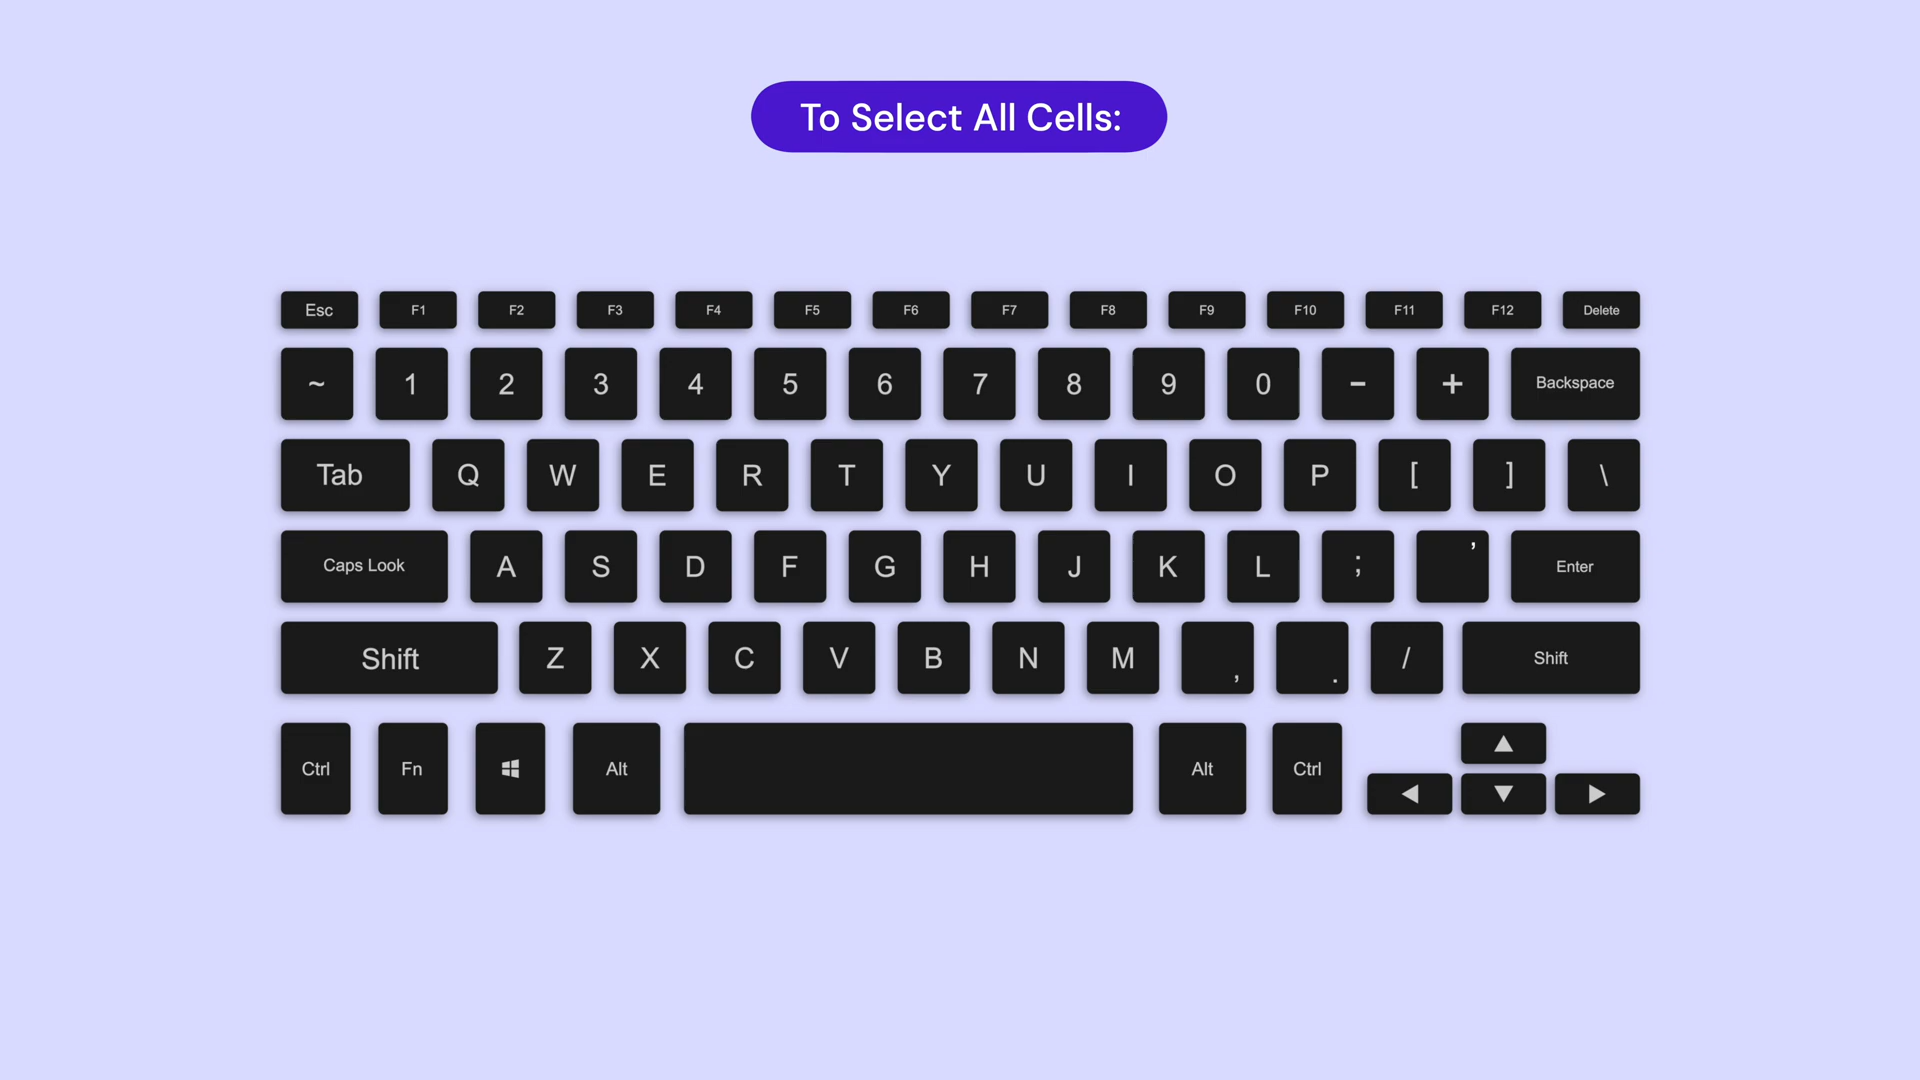 To Select All Cells:
Esc F1 F2 F3 F4 F5 F6 F7 F8 F9 F10 F11 F12 Delete
~ 1 2 3 4 5 6 7 8 9 0 - + Backspace
Tab Q W E R T Y U I O P [ ] \
Caps Look A S D F G H J K L ; ' Enter
Shift Z X C V B N M , . / Shift
Ctrl Fn Alt Alt Ctrl